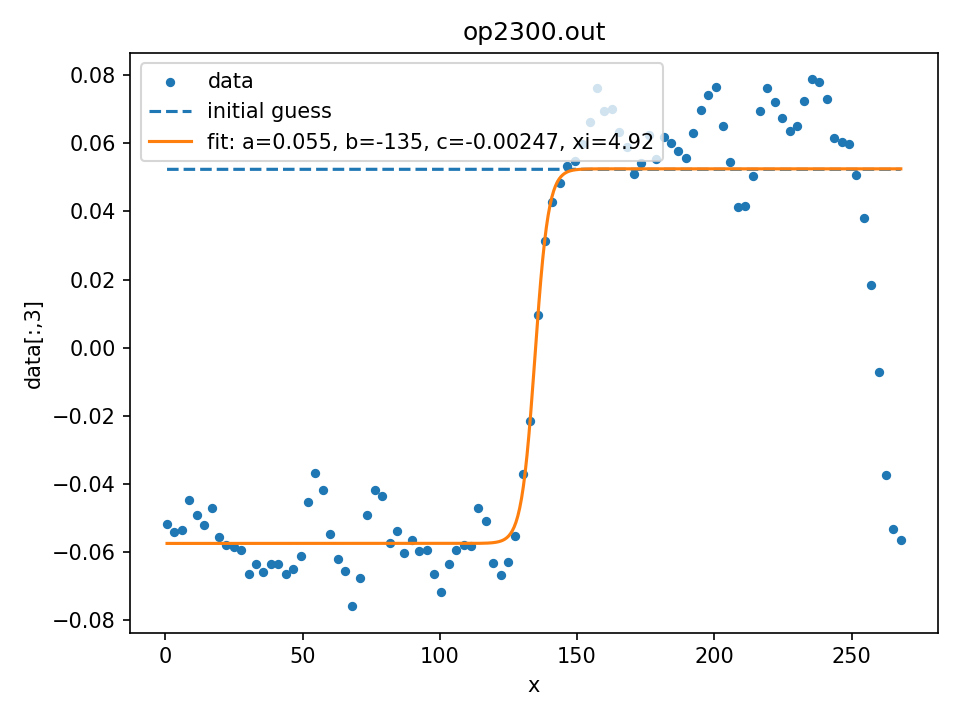 op2300.out
data
initial guess
fit: a=0.055, b=-135, c=-0.00247, xi=4.92
0.08
0.06
0.04
0.02
0.00
−0.02
−0.04
−0.06
−0.08
data[:,3]
0
50
100
150
200
250
x